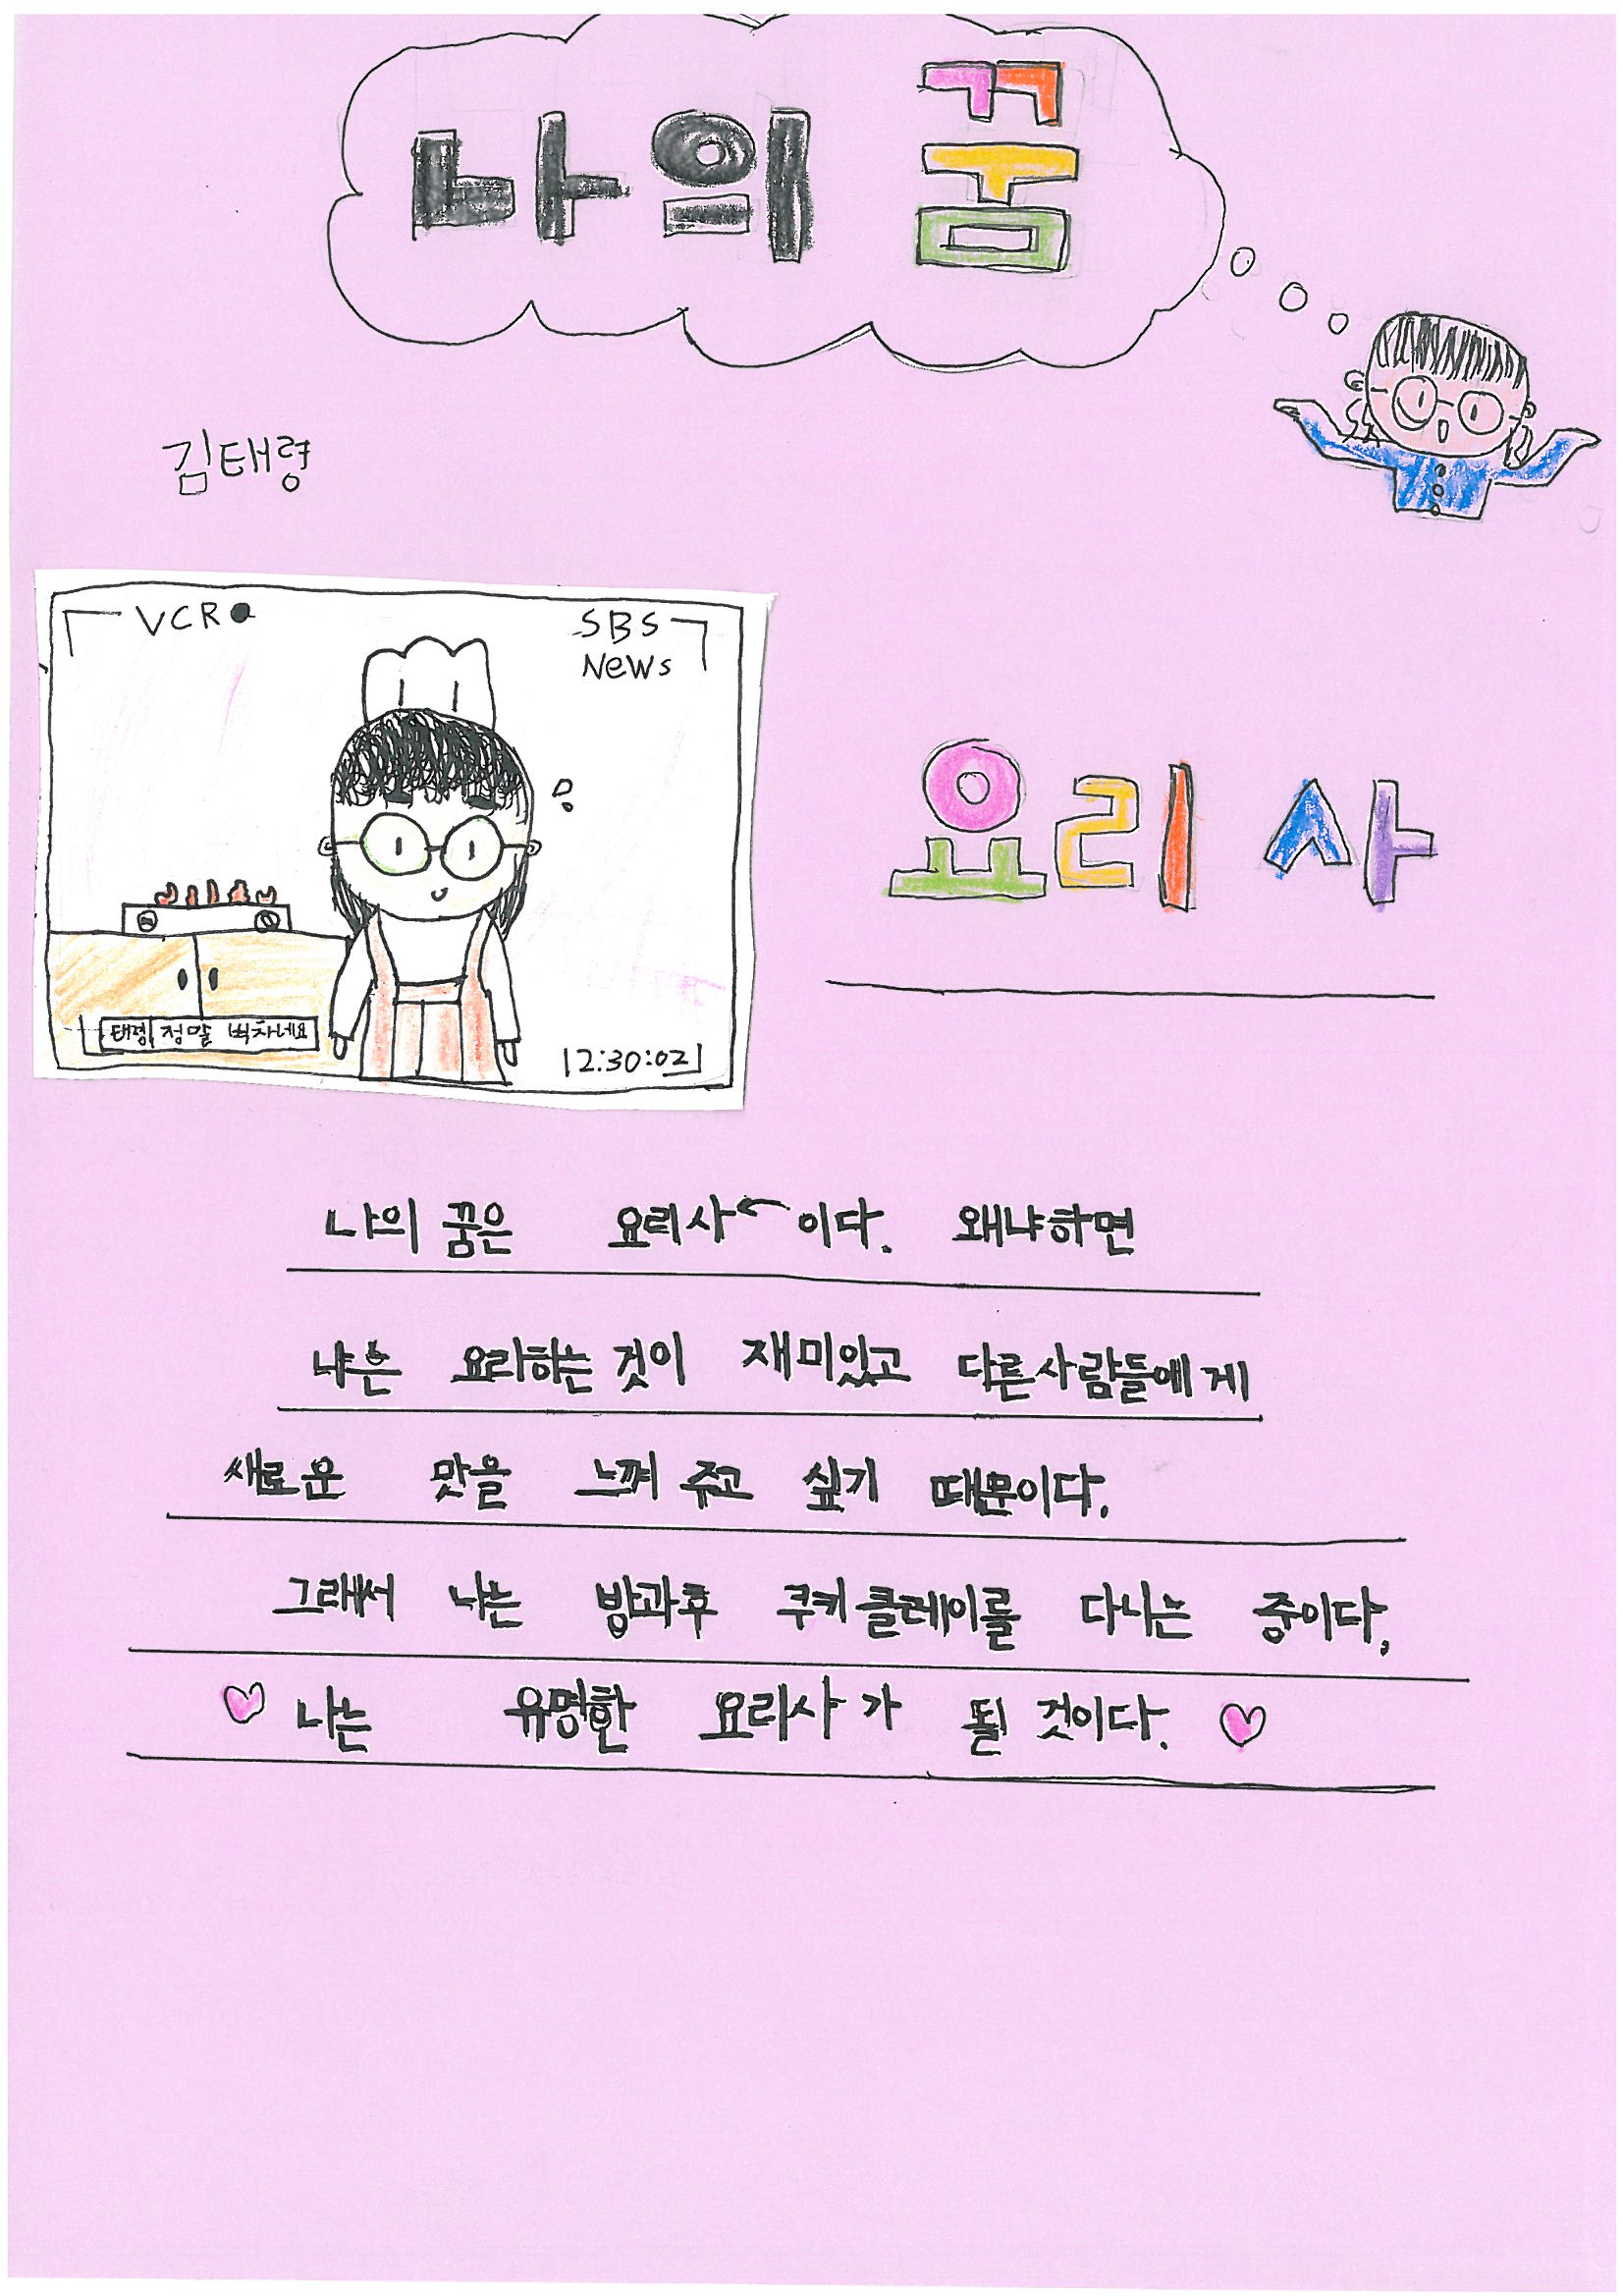 나의 꿈
김태령
VCR
SBS
News
요리사
태령 정말 벅차네요
12:30:02
나의 꿈은 요리사이다. 왜냐하면
나는 요리하는 것이 재미있고 다른사람들에게
새로운 맛을 느껴 주고 싶기 때문이다.
그래서 나는 방과후 쿠키클레이를 다니는 중이다.
나는 유명한 요리사가 될 것이다.